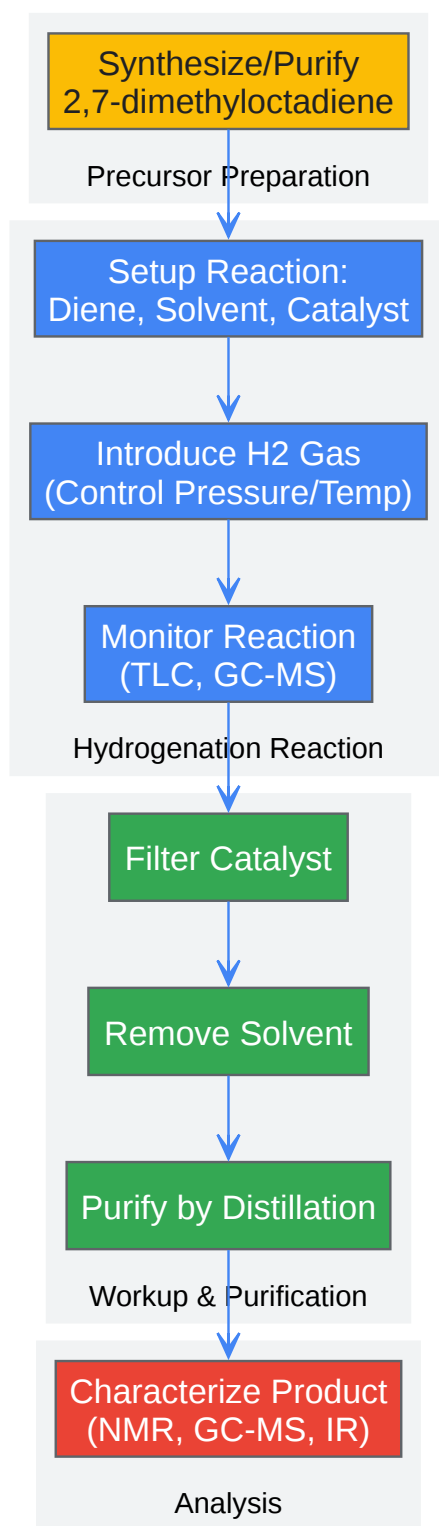 Synthesize/Purify
2,7-dimethyloctadiene
Precursor Preparation
Setup Reaction:
Diene, Solvent, Catalyst
Introduce H2 Gas
(Control Pressure/Temp)
Monitor Reaction
(TLC, GC-MS)
Hydrogenation Reaction
Filter Catalyst
Remove Solvent
Purify by Distillation
Workup & Purification
Characterize Product
(NMR, GC-MS, IR)
Analysis